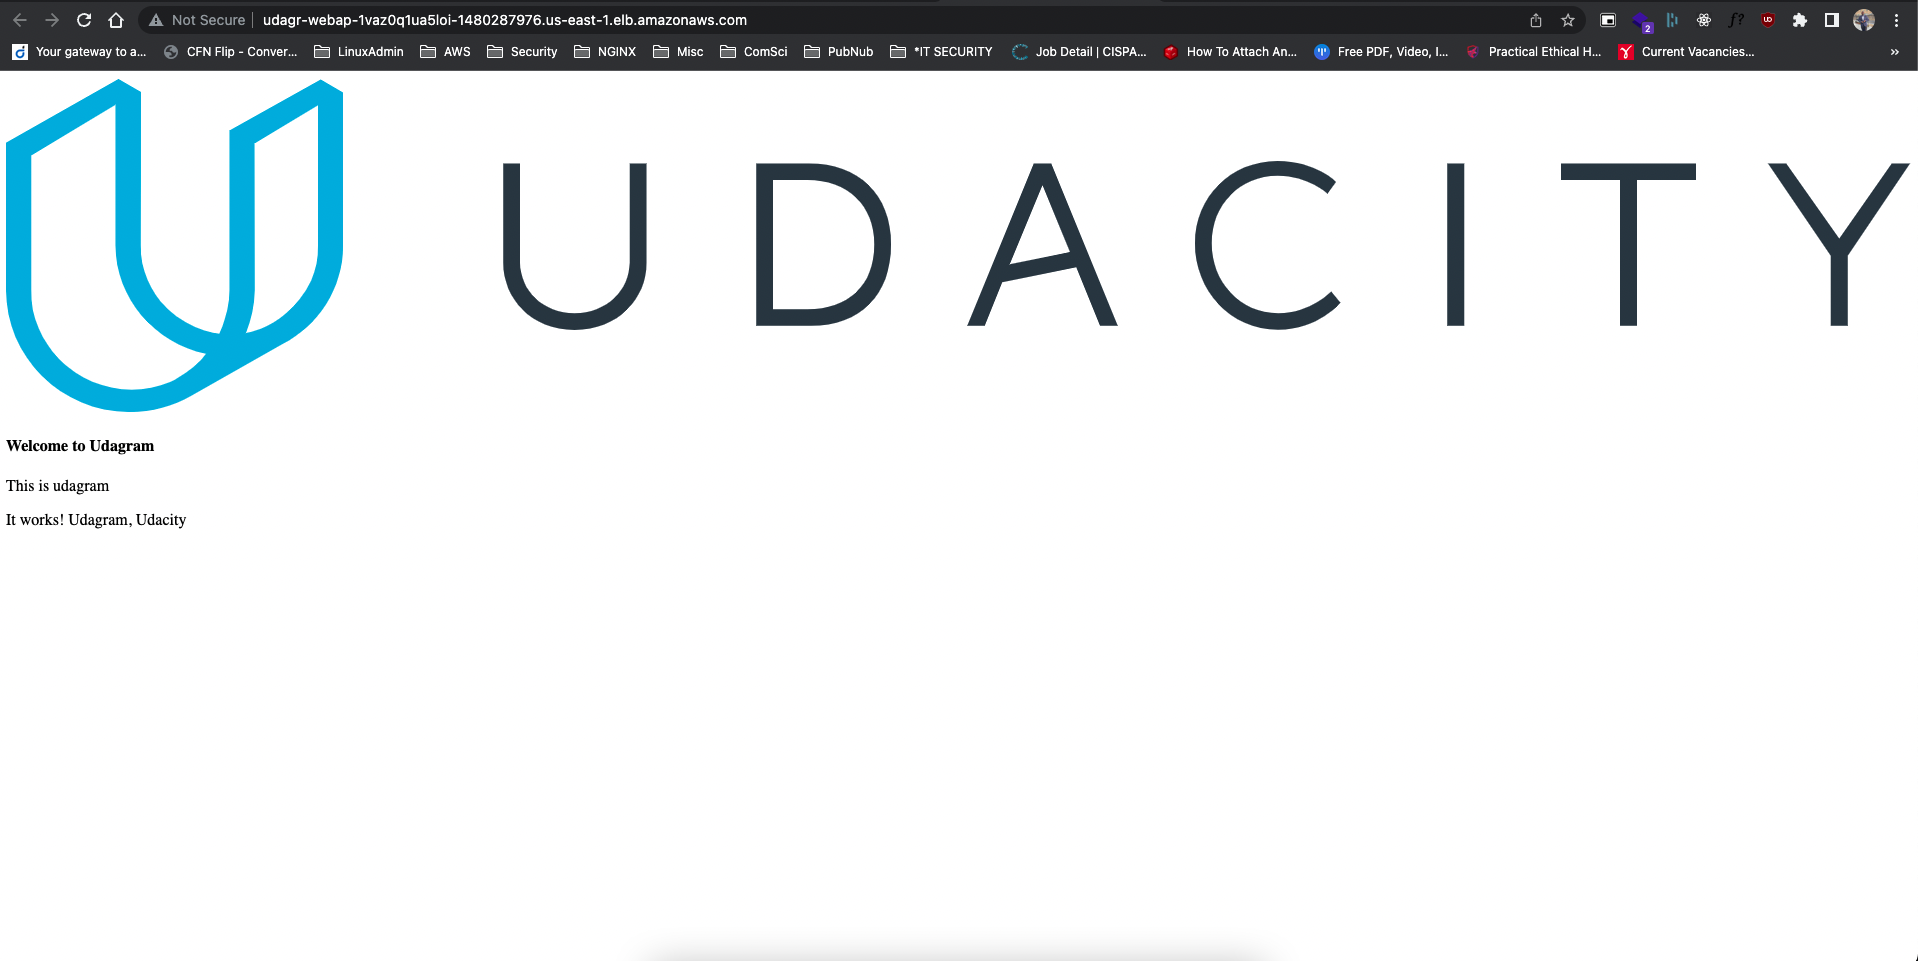 Not Secure udagr-webap-1vaz0q1ua5loi-1480287976.us-east-1.elb.amazonaws.com f? 2 UD
Your gateway to a... CFN Flip - Conver... LinuxAdmin AWS Security NGINX Misc ComSci PubNub *IT SECURITY Job Detail | CISPA... How To Attach An... Free PDF, Video, I... Practical Ethical H... Current Vacancies... »
UDACITY
Welcome to Udagram
This is udagram
It works! Udagram, Udacity